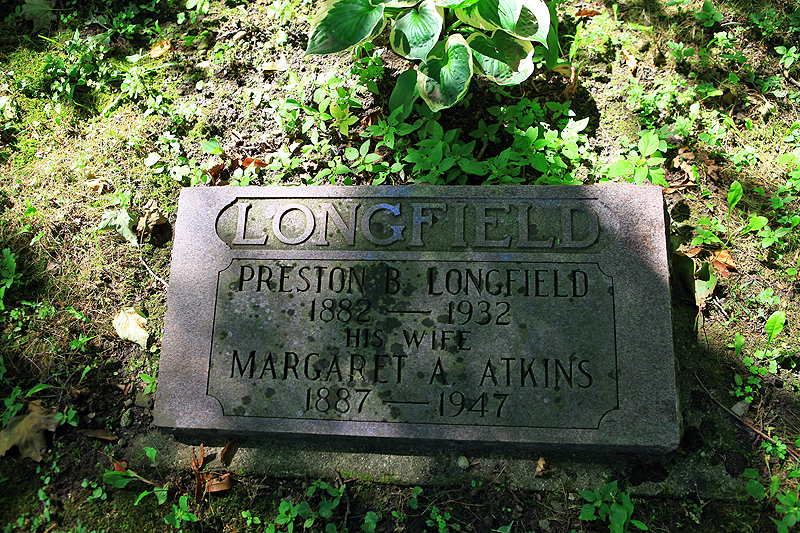 LONGFIELD
PRESTON B. LONGFIELD
1882 — 1932
HIS WIFE
MARGARET A. ATKINS
1887 — 1947